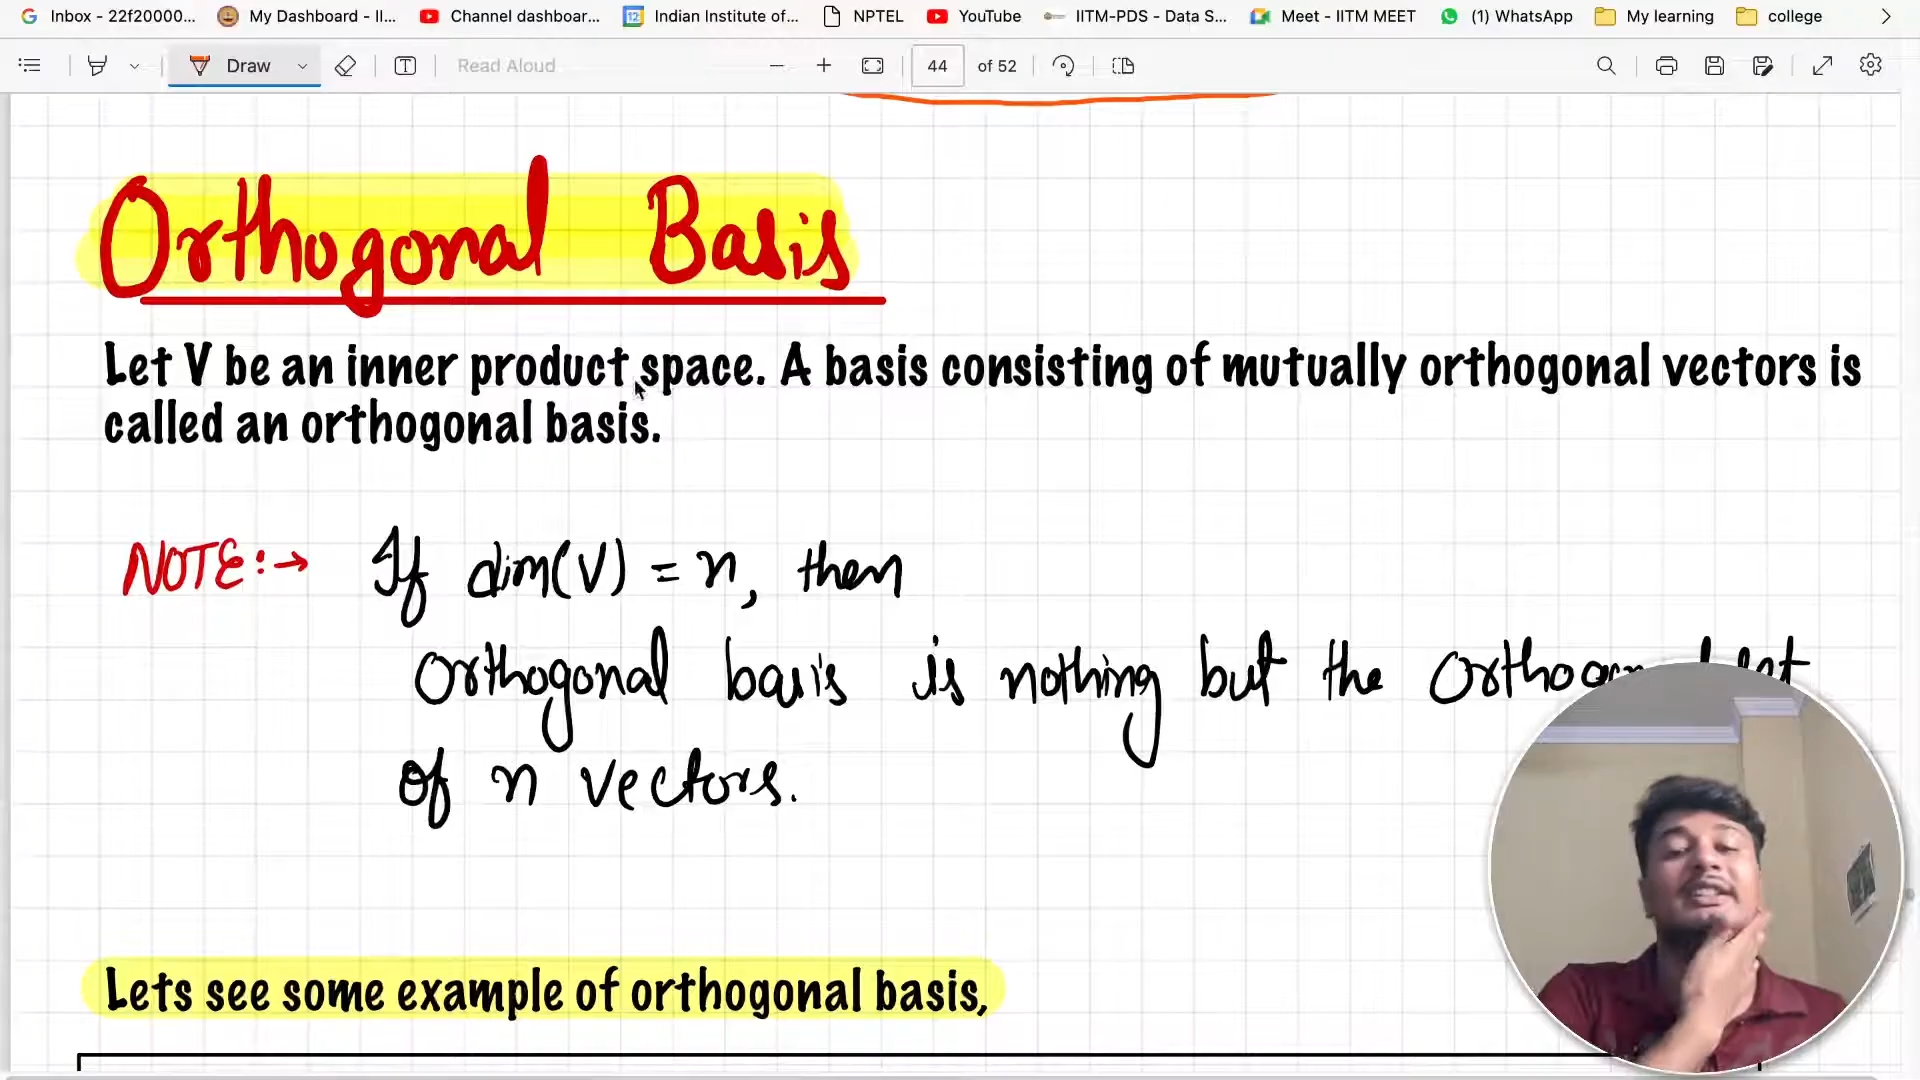 Inbox - 22f20000... My Dashboard - II... Channel dashboar... Indian Institute of... NPTEL YouTube IITM-PDS - Data S... Meet - IITM MEET (1) WhatsApp My learning college
Draw Read Aloud 44 of 52
Orthogonal Basis
Let V be an inner product space. A basis consisting of mutually orthogonal vectors is
called an orthogonal basis.
NOTE:→ If dim(V) = n, then
orthogonal basis is nothing but the
of n vectors.
Lets see some example of orthogonal basis,